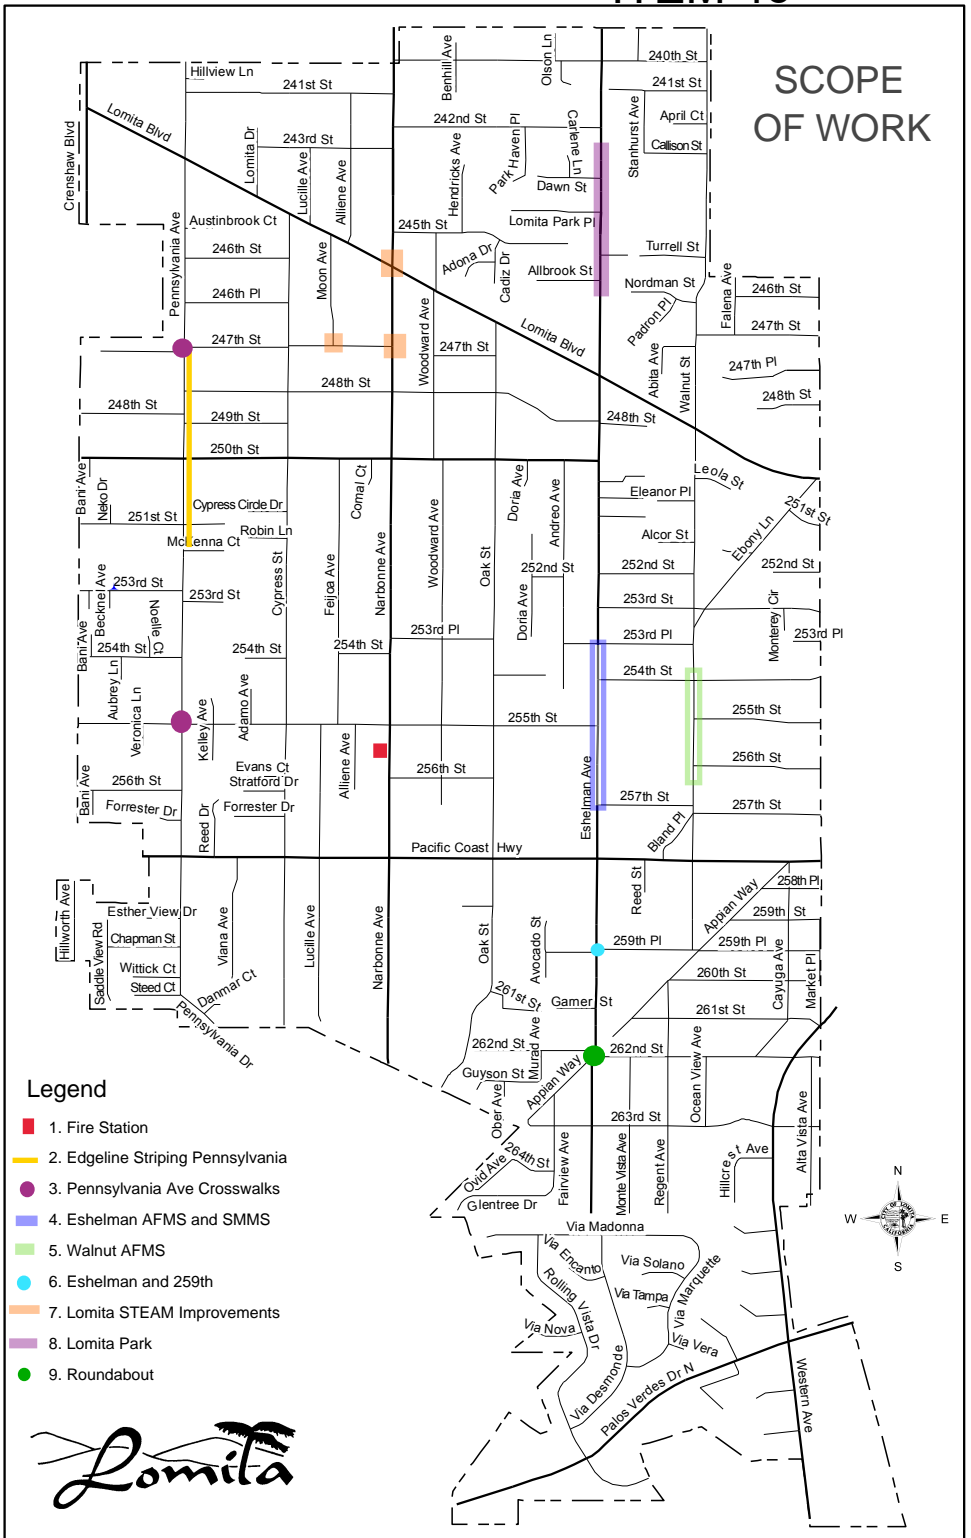 SCOPE
OF WORK
Hillview Ln
241st St
Benhill Ave
Olson Ln
240th St
241st St
Lomita Blvd
Crenshaw Blvd
Lomita Dr
243rd St
Lucille Ave
Alliene Ave
242nd St
Hendricks Ave
Park Haven Pl
Carlene Ln
Dawn St
Stanhurst Ave
April Ct
Callison St
Pennsylvania Ave
Austinbrook Ct
246th St
246th Pl
Moon Ave
245th St
Lomita Park Pl
Adona Dr
Cadiz Dr
Allbrook St
Turrell St
Nordman St
Padron Pl
Falena Ave
246th St
247th St
247th St
Woodward Ave
247th St
Lomita Blvd
Abita Ave
Walnut St
247th Pl
248th St
248th St
248th St
248th St
249th St
250th St
Bani Ave
Neko Dr
Cypress Circle Dr
251st St
Robin Ln
McKenna Ct
Comal Ct
Doria Ave
Andreo Ave
Leola St
Eleanor Pl
251st St
Alcor St
Ebony Ln
Beckner Ave
253rd St
253rd St
Noelle Ct
Cypress St
Feijoa Ave
Narbonne Ave
Woodward Ave
Oak St
252nd St
Doria Ave
252nd St
252nd St
253rd St
Monterey Cir
253rd Pl
253rd Pl
253rd Pl
Bani Ave
254th St
254th St
254th St
254th St
Aubrey Ln
Veronica Ln
Kelley Ave
Adamo Ave
255th St
255th St
Evans Ct
Stratford Dr
Alliene Ave
256th St
256th St
Bani Ave
256th St
Forrester Dr
Reed Dr
Forrester Dr
Eshelman Ave
257th St
257th St
Bland Pl
Pacific Coast Hwy
Hillworth Ave
Esther View Dr
Saddle View Rd
Chapman St
Wittick Ct
Steed Ct
Viana Ave
Danmar Ct
Pennsylvania Dr
Lucille Ave
Narbonne Ave
Oak St
Avocado St
Reed St
Appian Way
258th Pl
259th St
259th Pl
259th Pl
260th St
Cayuga Ave
Market Pl
261st St
Garner St
261st St
262nd St
Murad Ave
262nd St
Guyson St
Appian Way
Ober Ave
263rd St
Ocean View Ave
264th St
Ovid Ave
Glentree Dr
Fairview Ave
Monte Vista Ave
Regent Ave
Hillcrest Ave
Alta Vista Ave
Via Madonna
Via Encanto
Via Solano
Rolling Vista Dr
Via Tampa
Via Marquette
Via Nova
Via Vera
Via Desmonde
Palos Verdes Dr N
Western Ave
N
W
E
S
Legend
1. Fire Station
2. Edgeline Striping Pennsylvania
3. Pennsylvania Ave Crosswalks
4. Eshelman AFMS and SMMS
5. Walnut AFMS
6. Eshelman and 259th
7. Lomita STEAM Improvements
8. Lomita Park
9. Roundabout
Lomita